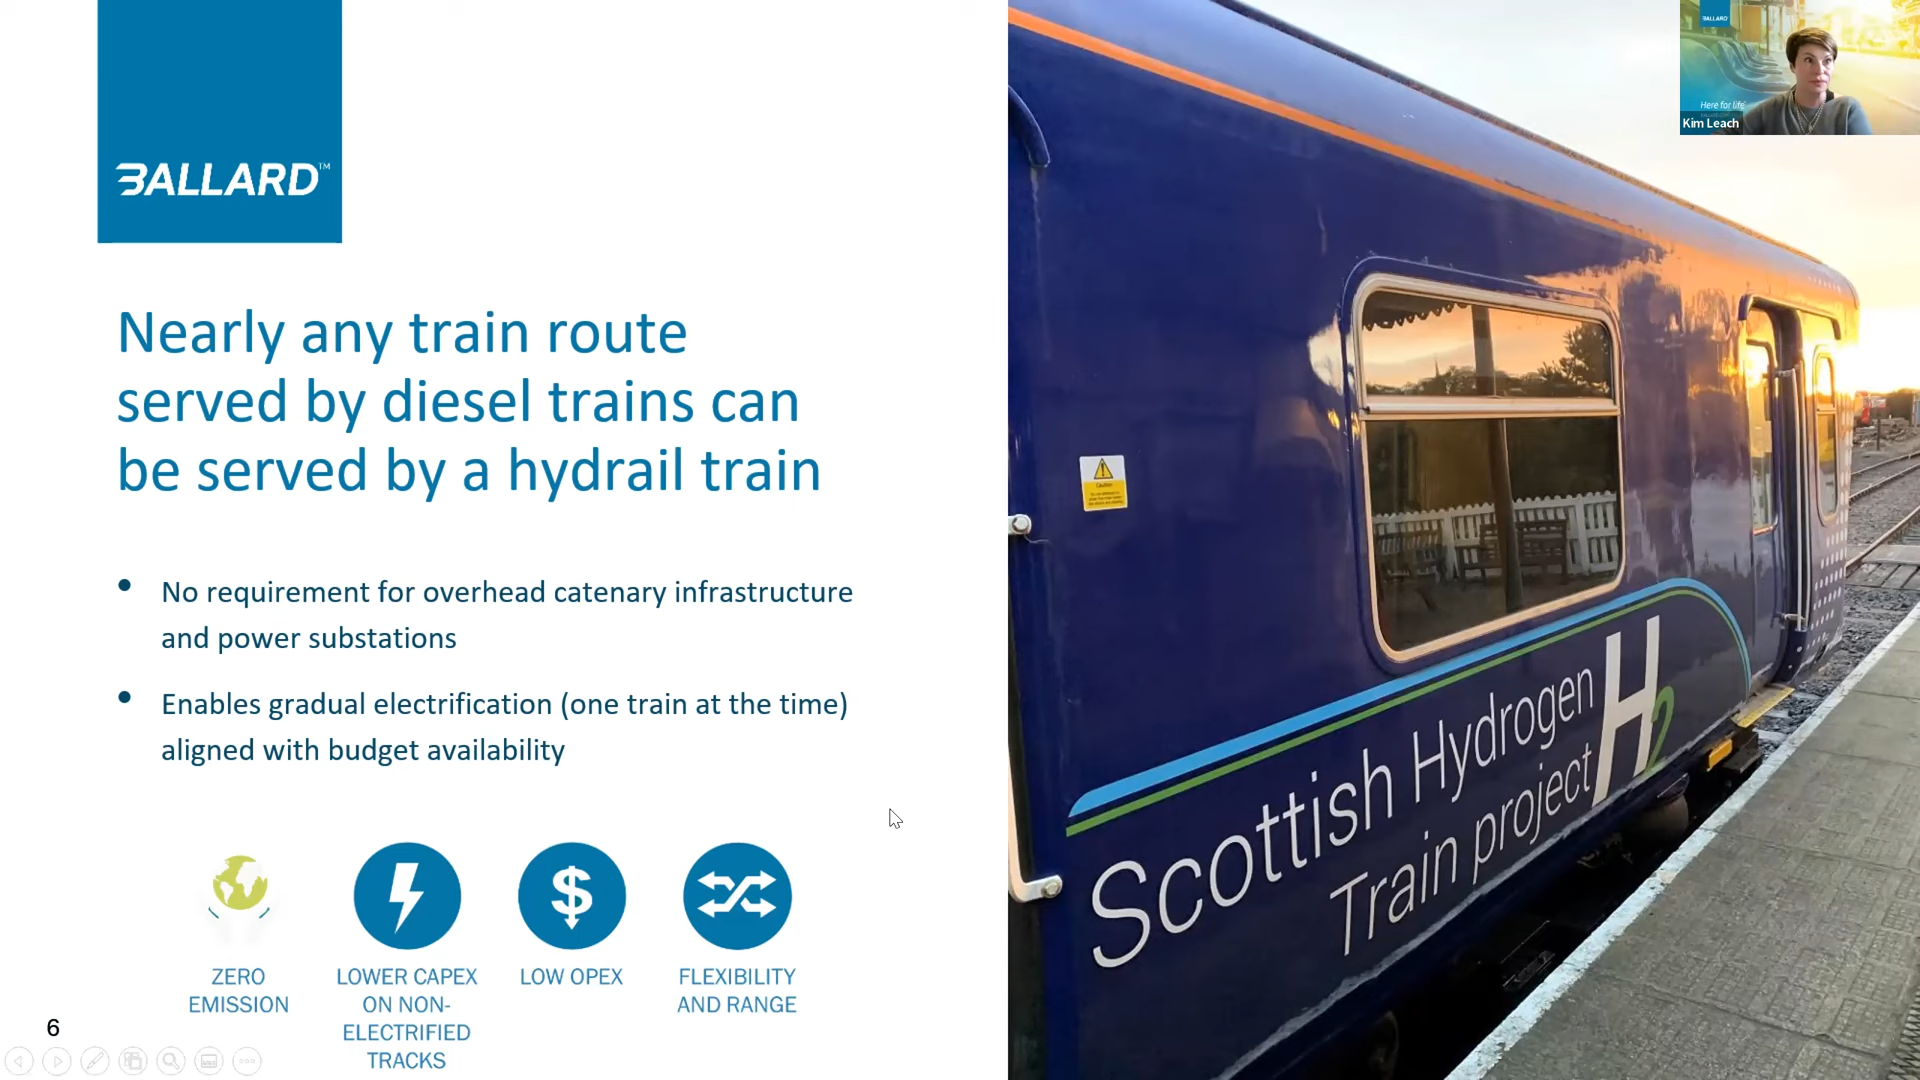 BALLARD™
Nearly any train route
served by diesel trains can
be served by a hydrail train
• No requirement for overhead catenary infrastructure
and power substations
• Enables gradual electrification (one train at the time)
aligned with budget availability
ZERO
EMISSION
LOWER CAPEX
ON NON-
ELECTRIFIED
TRACKS
LOW OPEX
FLEXIBILITY
AND RANGE
6
Caution
Scottish Hydrogen
Train project
H2
BALLARD
Here for life
Kim Leach